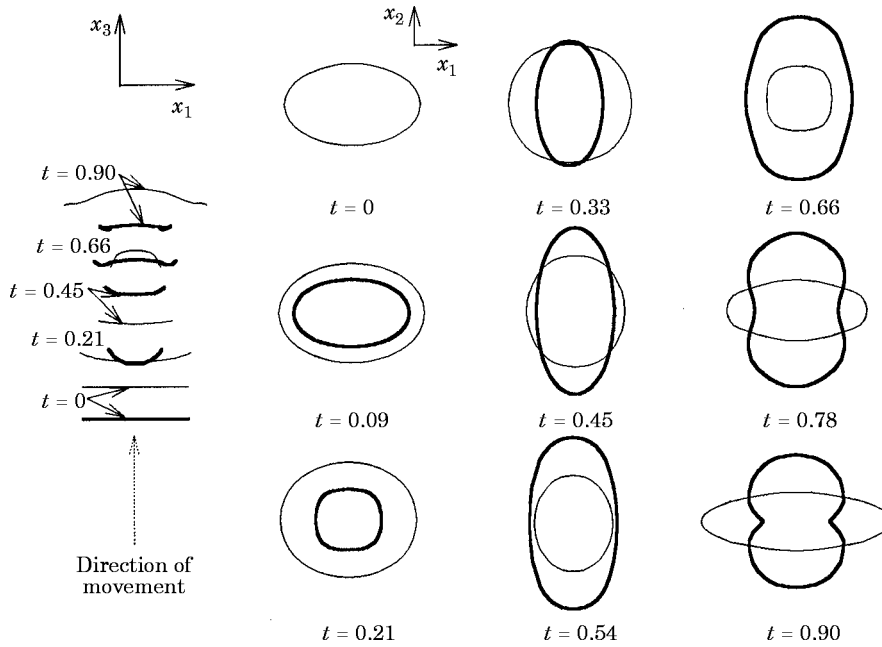 x₃
x₁
x₂
x₁
t = 0.90
t = 0.66
t = 0.45
t = 0.21
t = 0
Direction of
movement
t = 0
t = 0.33
t = 0.66
t = 0.09
t = 0.45
t = 0.78
t = 0.21
t = 0.54
t = 0.90